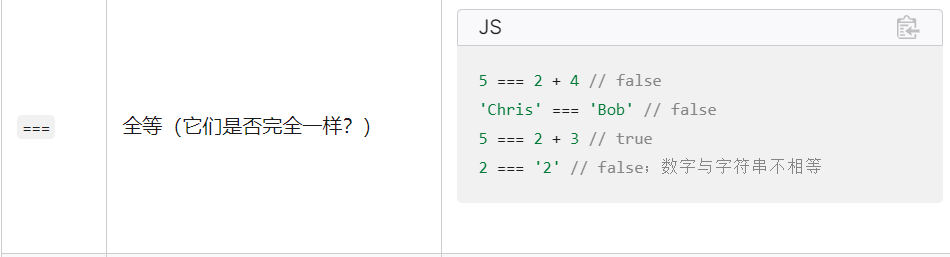 ===
全等（它们是否完全一样？）
JS
5 === 2 + 4 // false
'Chris' === 'Bob' // false
5 === 2 + 3 // true
2 === '2' // false；数字与字符串不相等